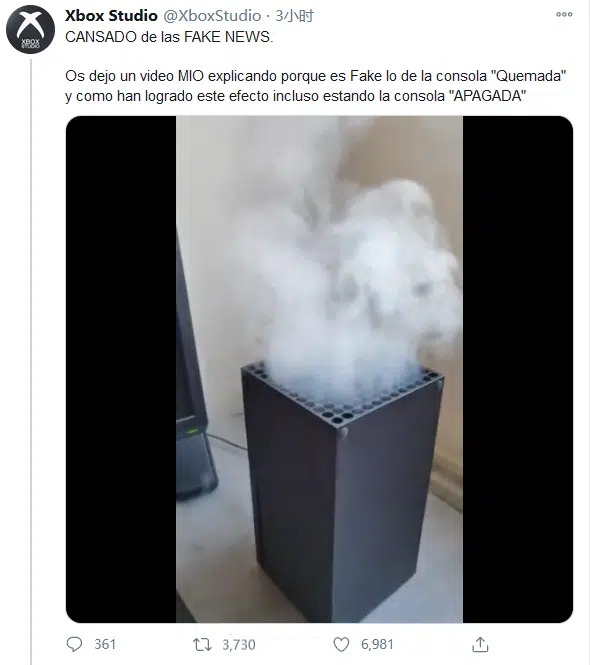 Xbox Studio @XboxStudio · 3小时
XBOX
STUDIO
CANSADO de las FAKE NEWS.
Os dejo un video MIO explicando porque es Fake lo de la consola "Quemada"
y como han logrado este efecto incluso estando la consola "APAGADA"
361 3,730 6,981